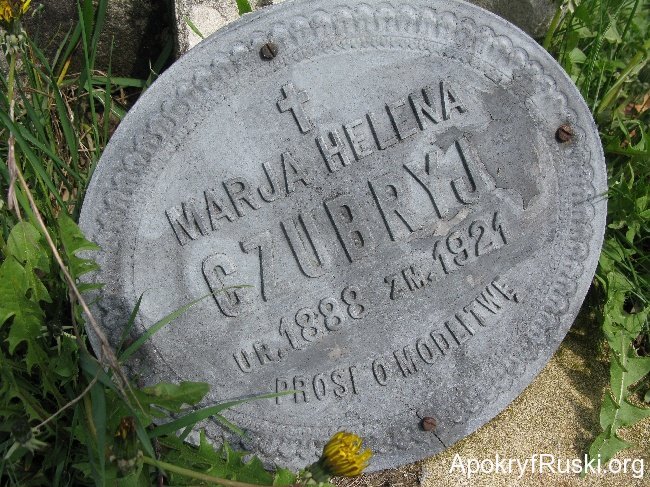 MARJA HELENA
CZUBRYJ
UR. 1888 ZM. 1921
PROSI O MODLITWĘ
ApokryfRuski.org